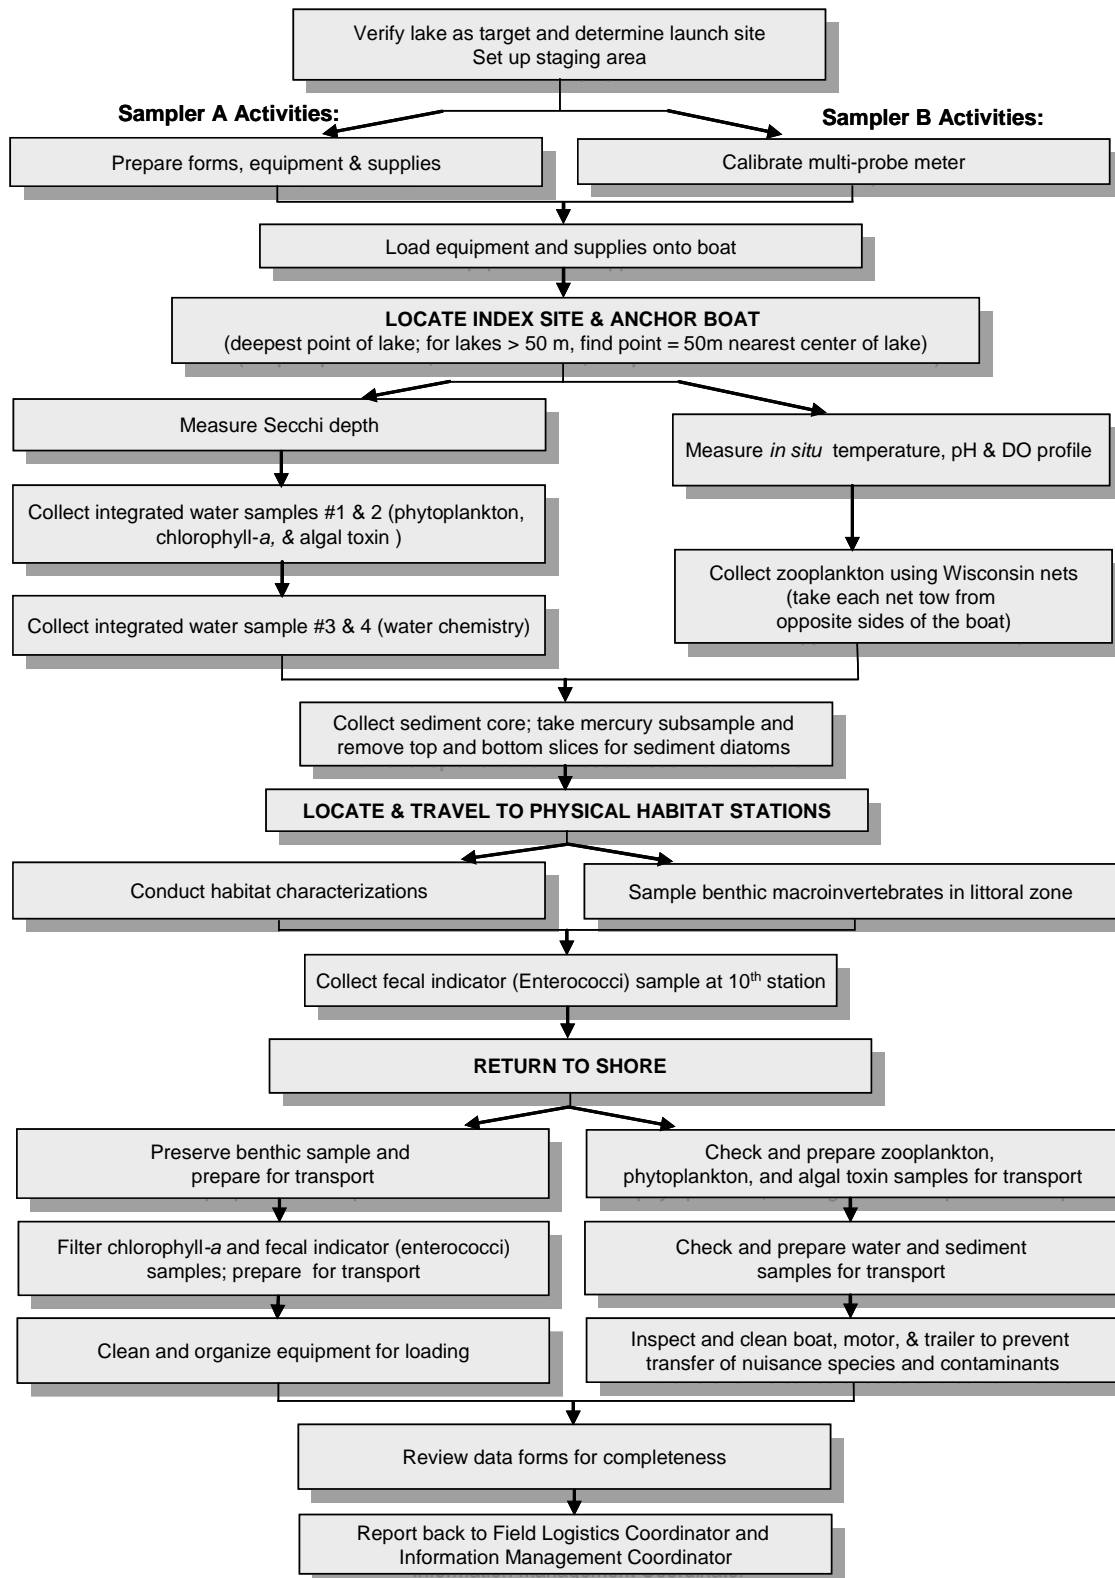 Verify lake as target and determine launch site
Set up staging area
Sampler A Activities:
Sampler B Activities:
Prepare forms, equipment & supplies
Calibrate multi-probe meter
Load equipment and supplies onto boat
LOCATE INDEX SITE & ANCHOR BOAT
(deepest point of lake; for lakes > 50 m, find point = 50m nearest center of lake)
Measure Secchi depth
Measure in situ temperature, pH & DO profile
Collect integrated water samples #1 & 2 (phytoplankton,
chlorophyll-a, & algal toxin )
Collect zooplankton using Wisconsin nets
(take each net tow from
opposite sides of the boat)
Collect integrated water sample #3 & 4 (water chemistry)
Collect sediment core; take mercury subsample and
remove top and bottom slices for sediment diatoms
LOCATE & TRAVEL TO PHYSICAL HABITAT STATIONS
Conduct habitat characterizations
Sample benthic macroinvertebrates in littoral zone
Collect fecal indicator (Enterococci) sample at 10th station
RETURN TO SHORE
Preserve benthic sample and
prepare for transport
Check and prepare zooplankton,
phytoplankton, and algal toxin samples for transport
Filter chlorophyll-a and fecal indicator (enterococci)
samples; prepare for transport
Check and prepare water and sediment
samples for transport
Clean and organize equipment for loading
Inspect and clean boat, motor, & trailer to prevent
transfer of nuisance species and contaminants
Review data forms for completeness
Report back to Field Logistics Coordinator and
Information Management Coordinator